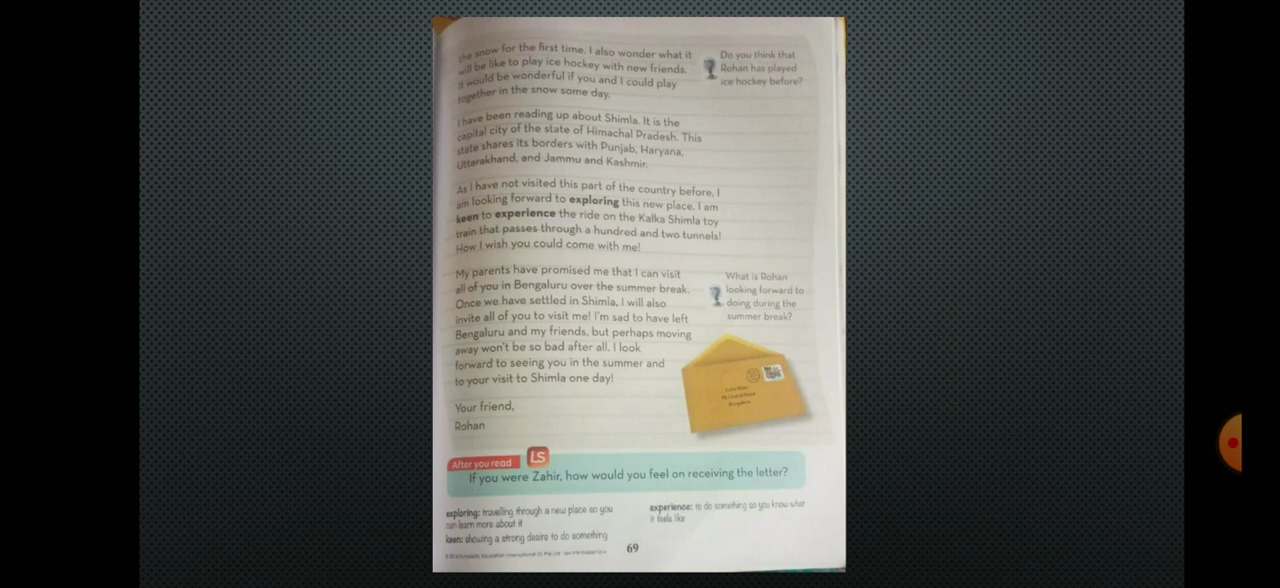 the snow for the first time. I also wonder what it
will be like to play ice hockey with new friends.
It would be wonderful if you and I could play
together in the snow some day.
Do you think that
Rohan has played
ice hockey before?
I have been reading up about Shimla. It is the
capital city of the state of Himachal Pradesh. This
state shares its borders with Punjab, Haryana,
Uttarakhand, and Jammu and Kashmir.
As I have not visited this part of the country before, I
am looking forward to exploring this new place. I am
keen to experience the ride on the Kalka Shimla toy
train that passes through a hundred and two tunnels!
How I wish you could come with me!
My parents have promised me that I can visit
all of you in Bengaluru over the summer break.
Once we have settled in Shimla, I will also
invite all of you to visit me! I'm sad to have left
Bengaluru and my friends, but perhaps moving
away won't be so bad after all. I look
forward to seeing you in the summer and
to your visit to Shimla one day!
What is Rohan
looking forward to
doing during the
summer break?
Your friend,
Rohan
After you read
LS
If you were Zahir, how would you feel on receiving the letter?
exploring: travelling through a new place so you
can learn more about it
keen: showing a strong desire to do something
experience: to do something so you know what
it feels like
69